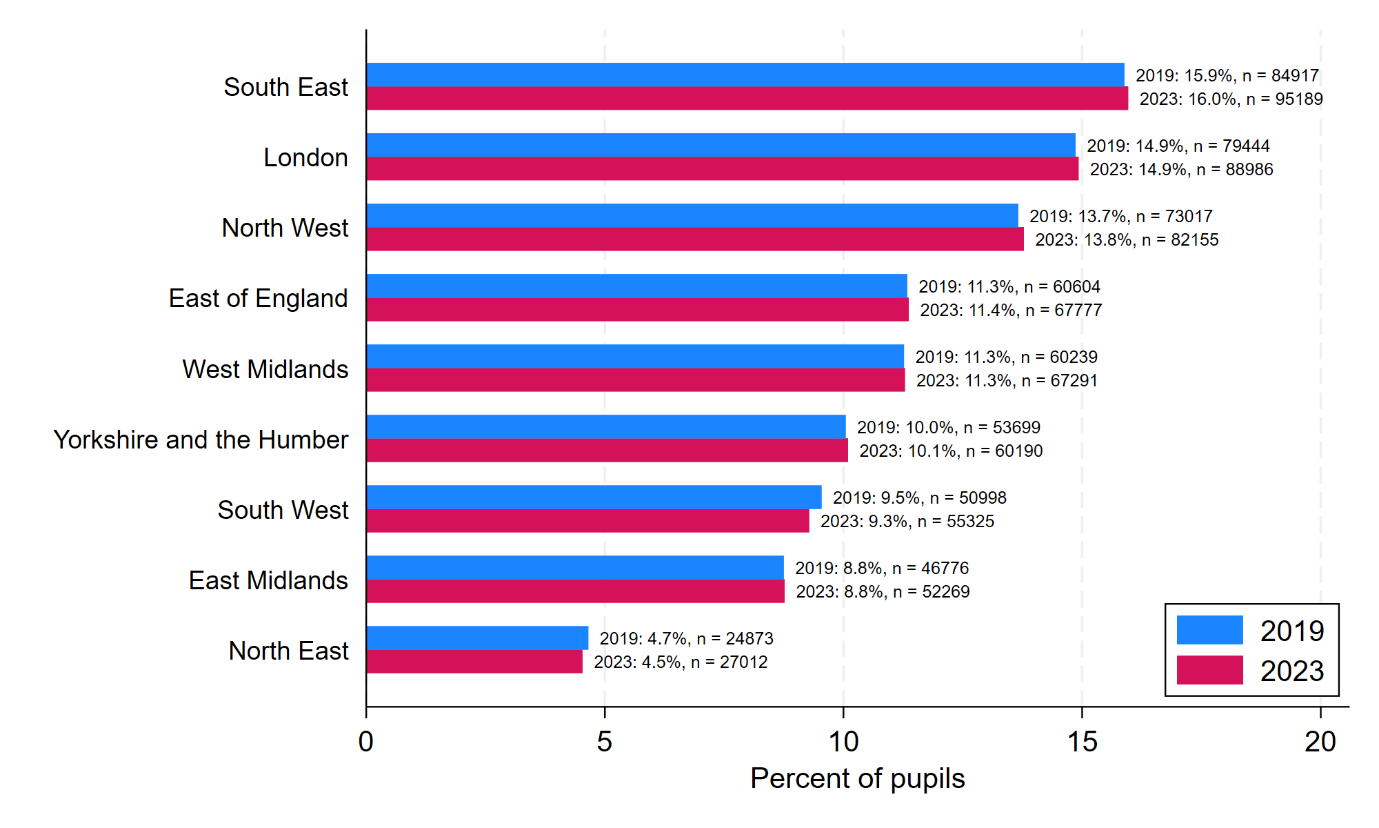 South East
2019: 15.9%, n = 84917
2023: 16.0%, n = 95189
London
2019: 14.9%, n = 79444
2023: 14.9%, n = 88986
North West
2019: 13.7%, n = 73017
2023: 13.8%, n = 82155
East of England
2019: 11.3%, n = 60604
2023: 11.4%, n = 67777
West Midlands
2019: 11.3%, n = 60239
2023: 11.3%, n = 67291
Yorkshire and the Humber
2019: 10.0%, n = 53699
2023: 10.1%, n = 60190
South West
2019: 9.5%, n = 50998
2023: 9.3%, n = 55325
East Midlands
2019: 8.8%, n = 46776
2023: 8.8%, n = 52269
North East
2019: 4.7%, n = 24873
2023: 4.5%, n = 27012
2019
2023
0 5 10 15 20
Percent of pupils